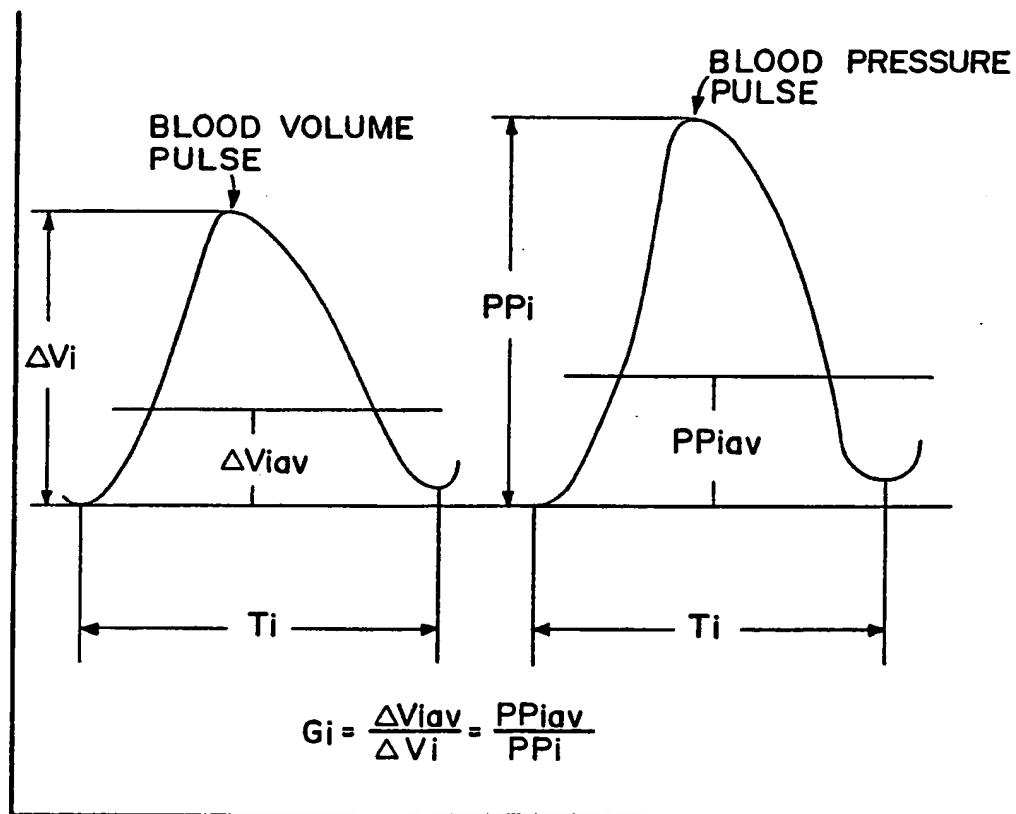 BLOOD VOLUME
PULSE
BLOOD PRESSURE
PULSE
ΔVi
ΔViav
PPi
PPiav
Ti
Ti
Gi = ΔViav/ΔVi = PPiav/PPi